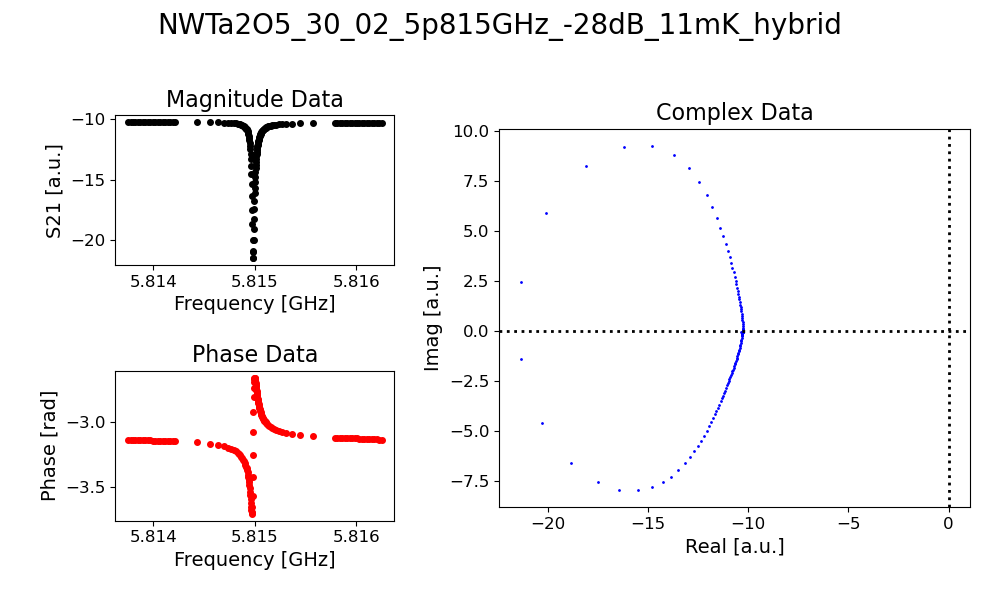 NWTa2O5_30_02_5p815GHz_-28dB_11mK_hybrid
Magnitude Data
S21 [a.u.]
−10
−15
−20
5.814 5.815 5.816
Frequency [GHz]
Phase Data
Phase [rad]
−3.0
−3.5
5.814 5.815 5.816
Frequency [GHz]
Complex Data
Imag [a.u.]
10.0
7.5
5.0
2.5
0.0
−2.5
−5.0
−7.5
−20 −15 −10 −5 0
Real [a.u.]